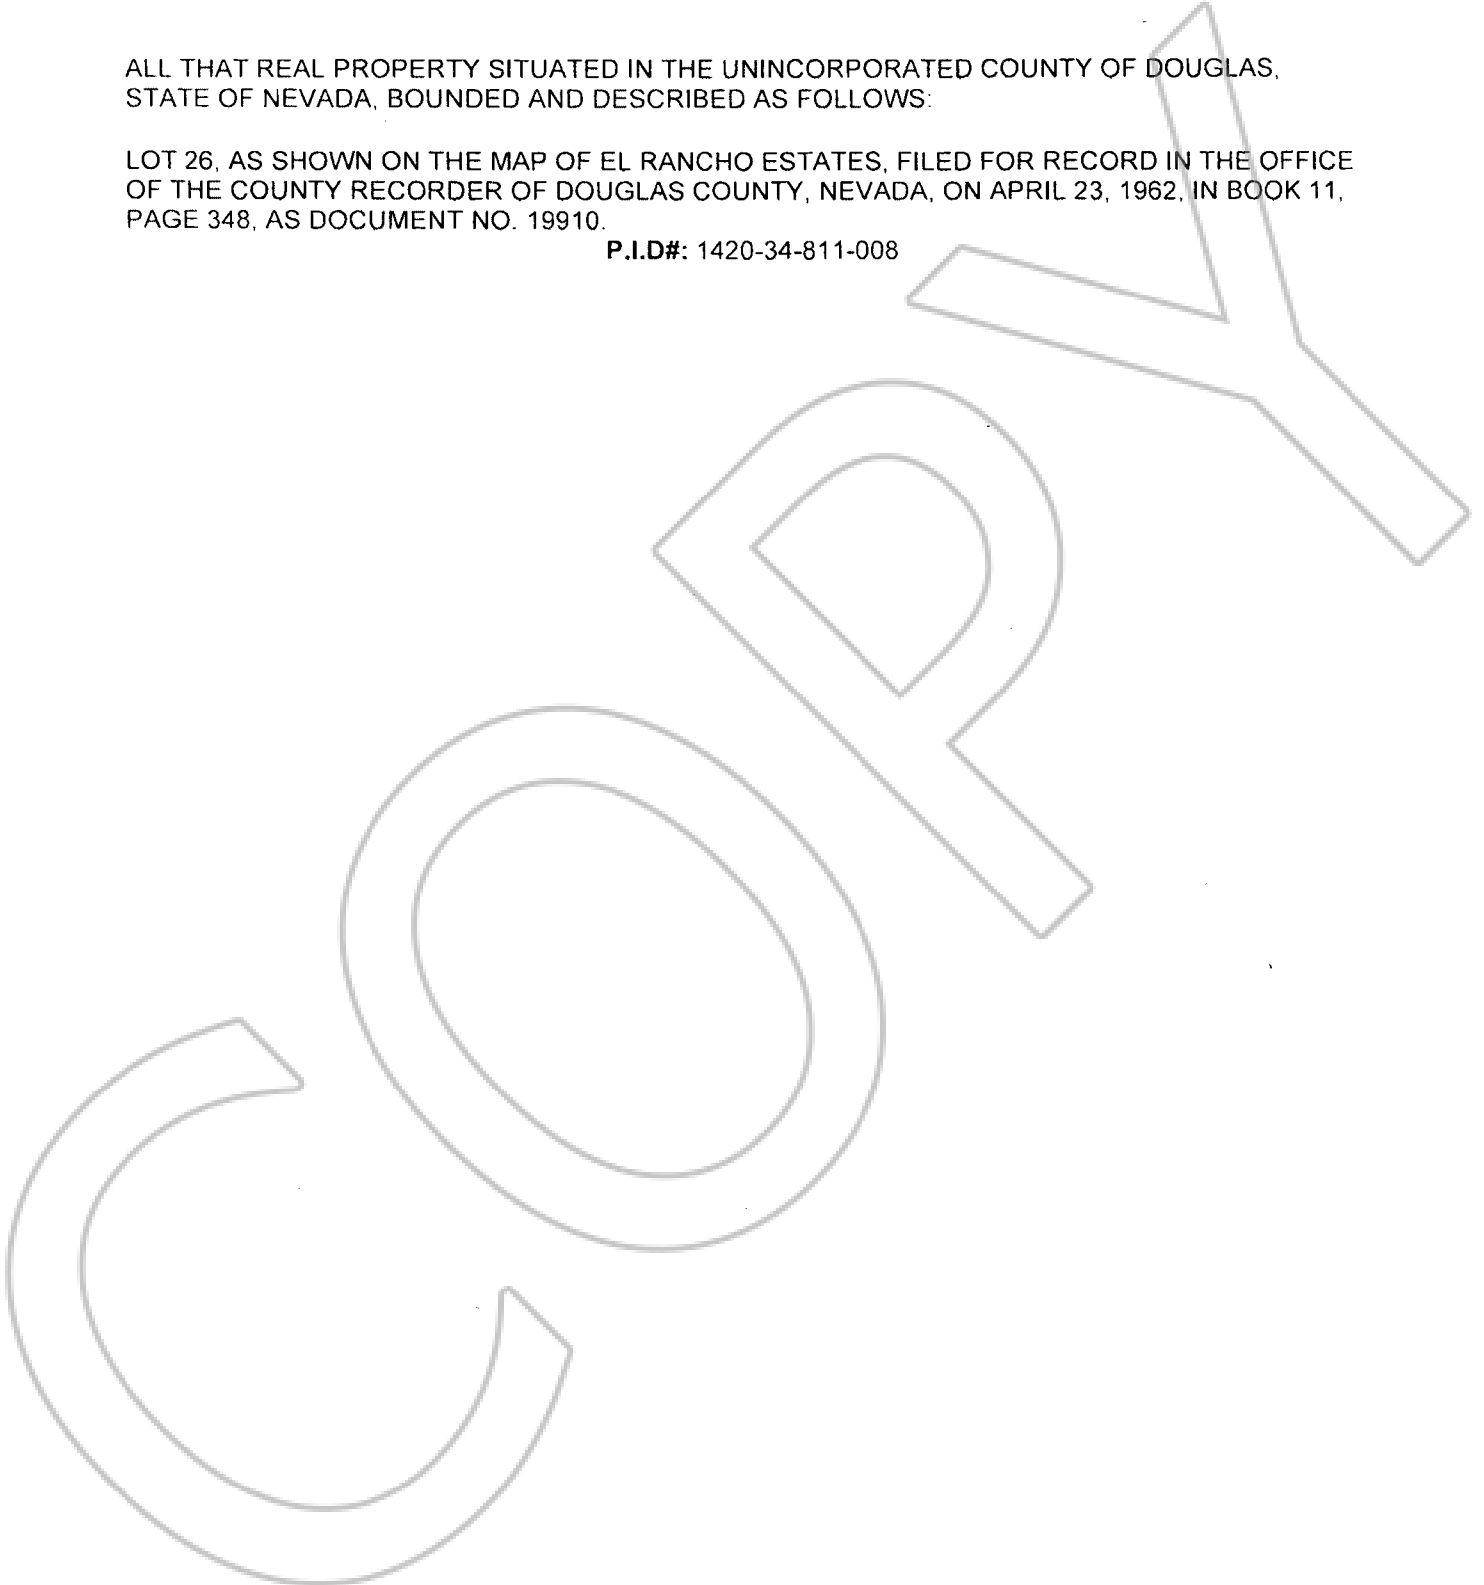 ALL THAT REAL PROPERTY SITUATED IN THE UNINCORPORATED COUNTY OF DOUGLAS,
STATE OF NEVADA, BOUNDED AND DESCRIBED AS FOLLOWS:
LOT 26, AS SHOWN ON THE MAP OF EL RANCHO ESTATES, FILED FOR RECORD IN THE OFFICE
OF THE COUNTY RECORDER OF DOUGLAS COUNTY, NEVADA, ON APRIL 23, 1962, IN BOOK 11,
PAGE 348, AS DOCUMENT NO. 19910.
P.I.D#: 1420-34-811-008
COPY